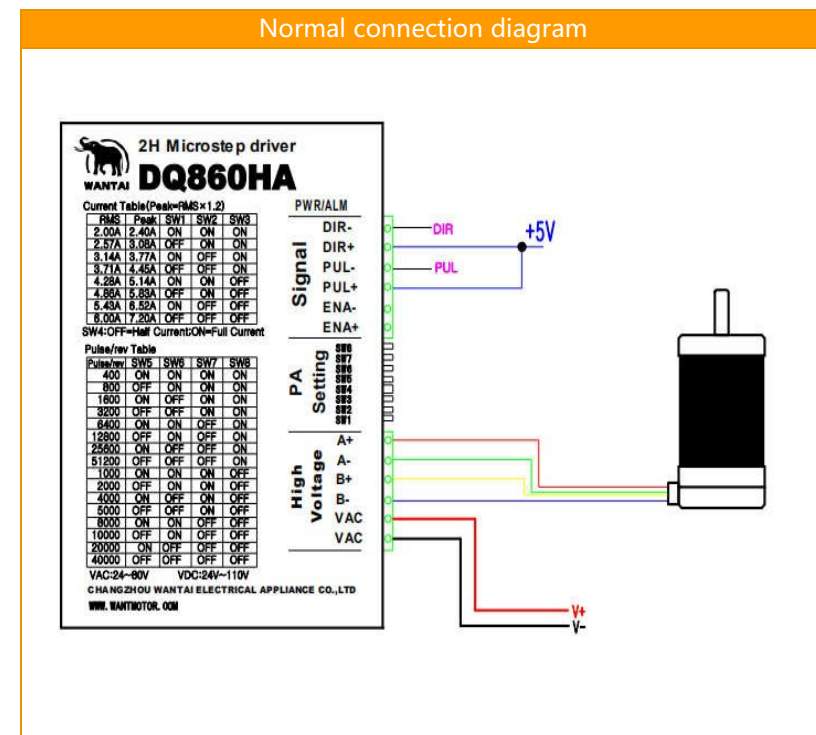 Normal connection diagram
WANTAI
2H Microstep driver
DQ860HA
Current Table(Peak=RMS×1.2)
RMS Peak SW1 SW2 SW3
2.00A 2.40A ON ON ON
2.57A 3.08A OFF ON ON
3.14A 3.77A ON OFF ON
3.71A 4.45A OFF OFF ON
4.28A 5.14A ON ON OFF
4.86A 5.83A OFF ON OFF
5.43A 6.52A ON OFF OFF
6.00A 7.20A OFF OFF OFF
SW4:OFF=Half Current:ON=Full Current
Pulse/rev Table
Pulse/rev SW5 SW6 SW7 SW8
400 ON ON ON ON
800 OFF ON ON ON
1600 ON OFF ON ON
3200 OFF OFF ON ON
6400 ON ON OFF ON
12800 OFF ON OFF ON
25600 ON OFF OFF ON
51200 OFF OFF OFF ON
1000 ON ON ON OFF
2000 OFF ON ON OFF
4000 ON OFF ON OFF
5000 OFF OFF ON OFF
8000 ON ON OFF OFF
10000 OFF ON OFF OFF
20000 ON OFF OFF OFF
40000 OFF OFF OFF OFF
VAC:24~80V VDC:24V~110V
CHANGZHOU WANTAI ELECTRICAL APPLIANCE CO.,LTD
WWW.WANTMOTOR.COM
PWR/ALM
Signal
DIR-
DIR+
PUL-
PUL+
ENA-
ENA+
PA
Setting
SW8
SW7
SW6
SW5
SW4
SW3
SW2
SW1
High
Voltage
A+
A-
B+
B-
VAC
VAC
DIR
+5V
PUL
V+
V-